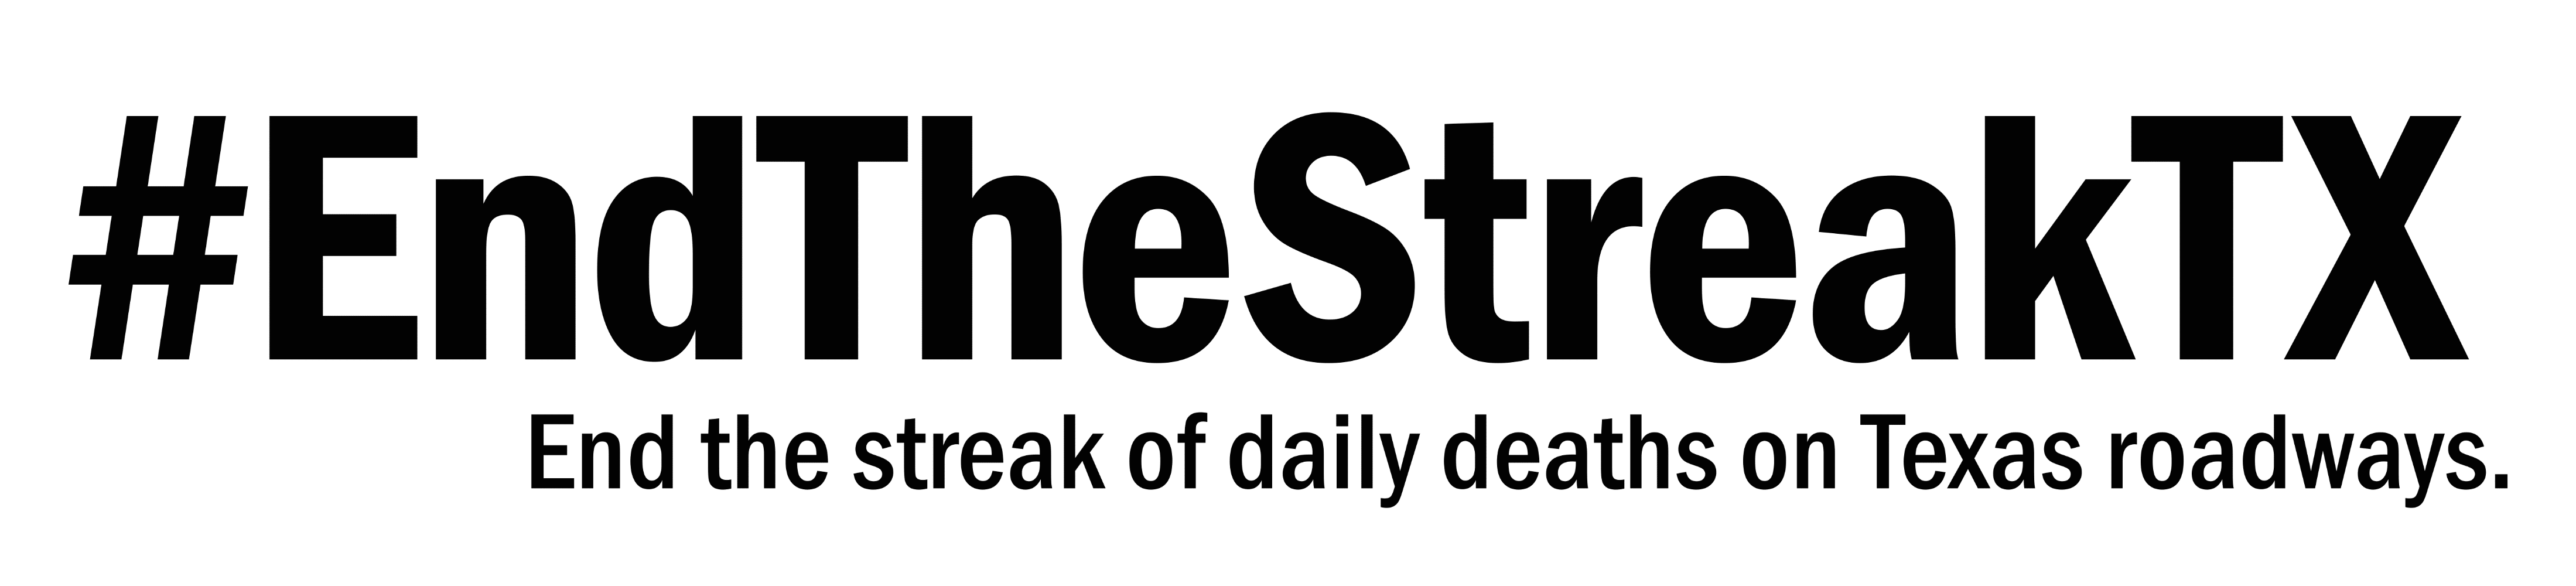 #EndTheStreakTX
End the streak of daily deaths on Texas roadways.